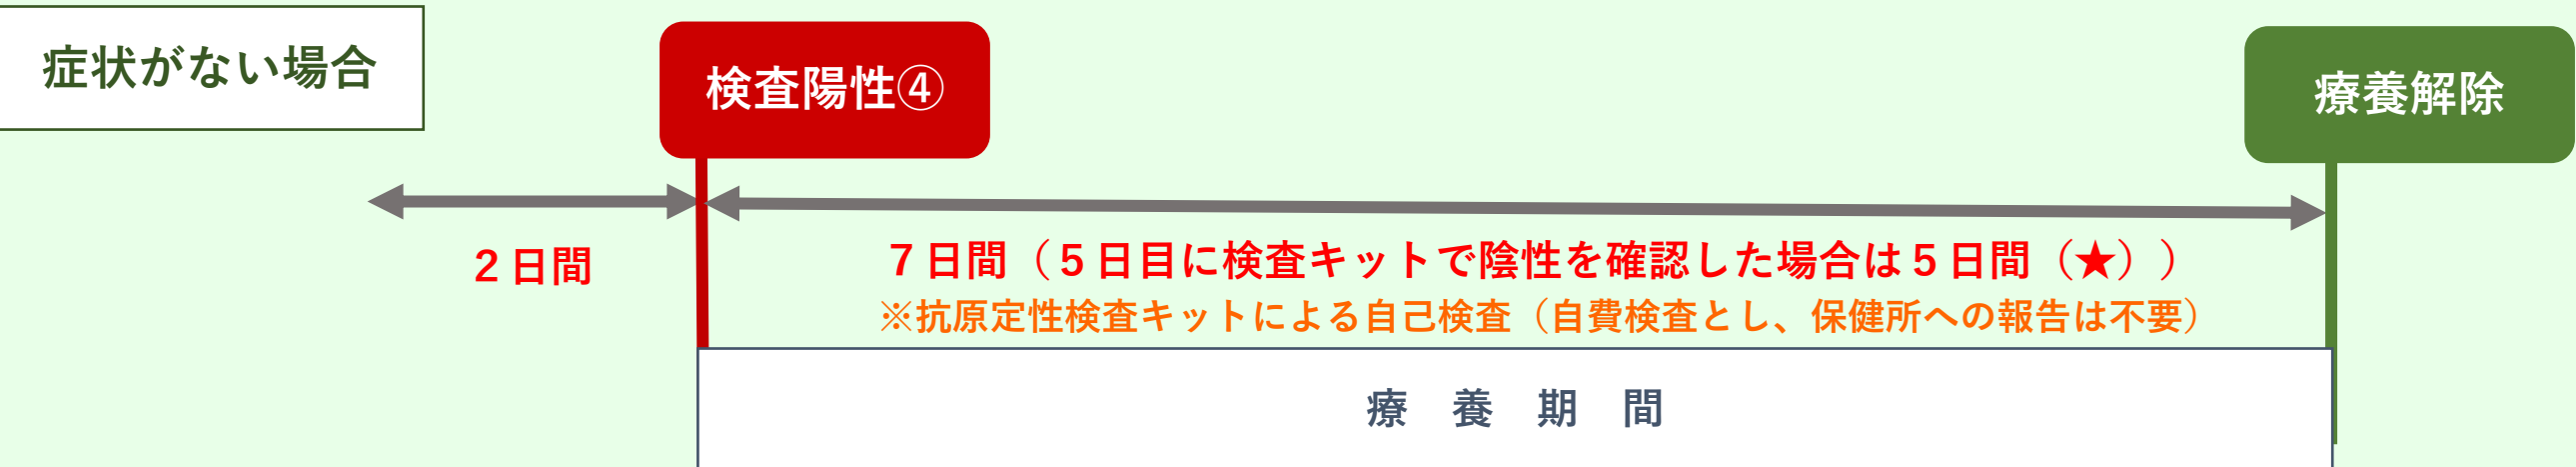 症状がない場合
検査陽性④
療養解除
２日間
７日間（５日目に検査キットで陰性を確認した場合は５日間（★））
※抗原定性検査キットによる自己検査（自費検査とし、保健所への報告は不要）
療　養　期　間